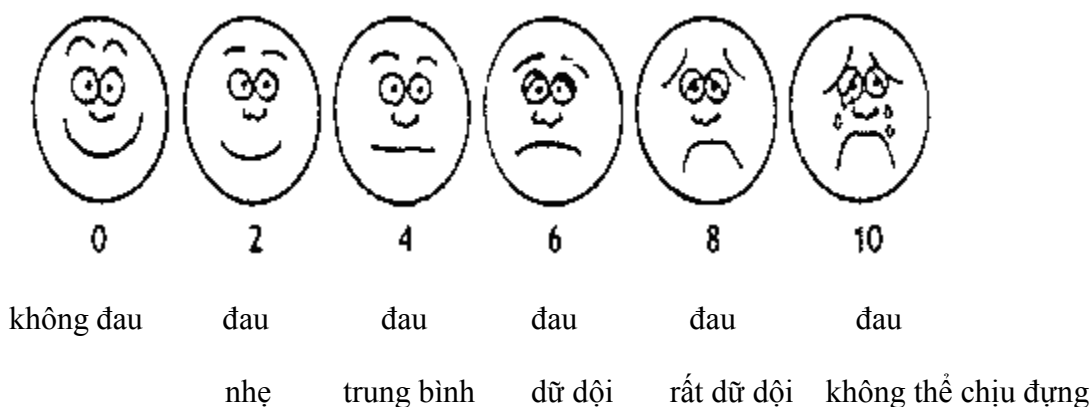 0 2 4 6 8 10
không đau đau đau đau đau đau
nhẹ trung bình dữ dội rất dữ dội không thể chịu đựng